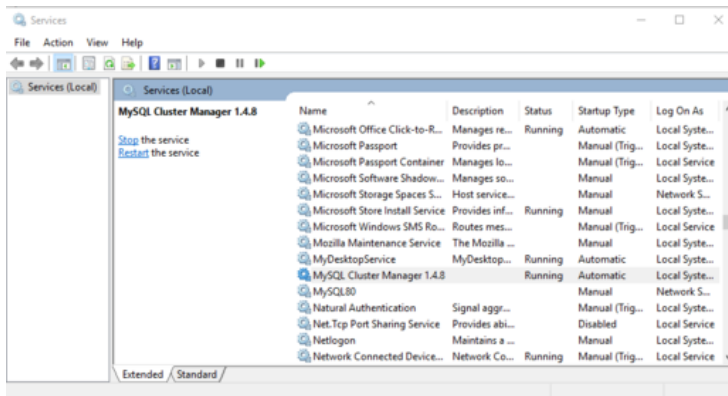 Services
File Action View Help
Services (Local)
Services (Local)
MySQL Cluster Manager 1.4.8
Stop the service
Restart the service
Name Description Status Startup Type Log On As
Microsoft Office Click-to-R... Manages re... Running Automatic Local Syste...
Microsoft Passport Provides pr... Manual (Trig... Local Syste...
Microsoft Passport Container Manages lo... Manual (Trig... Local Service
Microsoft Software Shadow... Manages so... Manual Local Syste...
Microsoft Storage Spaces S... Host service... Manual Network S...
Microsoft Store Install Service Provides inf... Running Manual Local Syste...
Microsoft Windows SMS Ro... Routes mes... Manual (Trig... Local Service
Mozilla Maintenance Service The Mozilla ... Manual Local Syste...
MyDesktopService MyDesktop... Running Automatic Local Syste...
MySQL Cluster Manager 1.4.8 Running Automatic Local Syste...
MySQL80 Manual Network S...
Natural Authentication Signal aggr... Manual (Trig... Local Syste...
Net.Tcp Port Sharing Service Provides abi... Disabled Local Service
Netlogon Maintains a ... Manual Local Syste...
Network Connected Device... Network Co... Running Manual (Trig... Local Service
Extended Standard